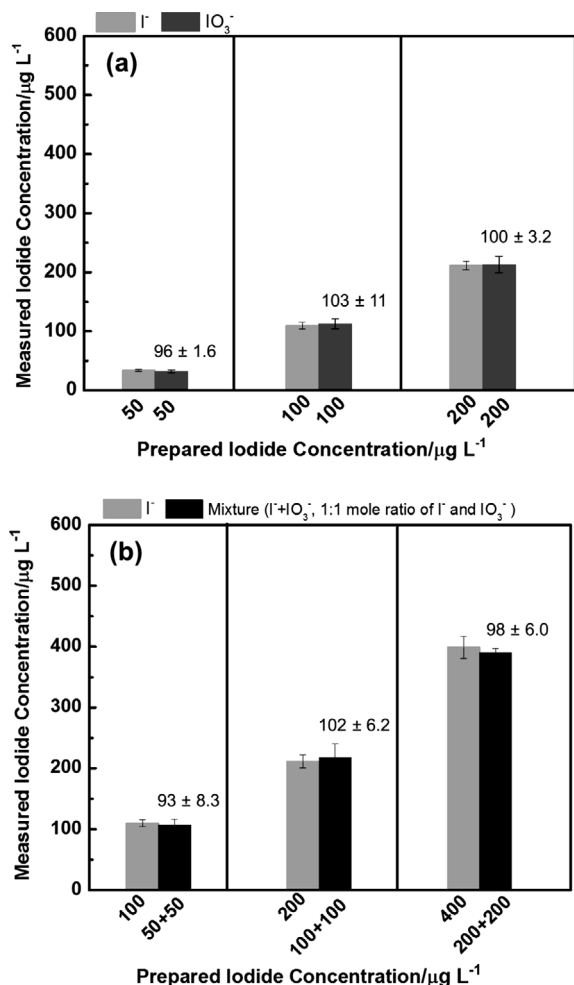 I⁻ IO₃⁻
(a)
Measured Iodide Concentration/µg L⁻¹
600
500
400
300
200
100
0
96 ± 1.6
103 ± 11
100 ± 3.2
50 50 100 100 200 200
Prepared Iodide Concentration/µg L⁻¹
I⁻ Mixture (I⁻+IO₃⁻, 1:1 mole ratio of I⁻ and IO₃⁻)
(b)
Measured Iodide Concentration/µg L⁻¹
600
500
400
300
200
100
0
93 ± 8.3
102 ± 6.2
98 ± 6.0
100 50+50 200 100+100 400 200+200
Prepared Iodide Concentration/µg L⁻¹